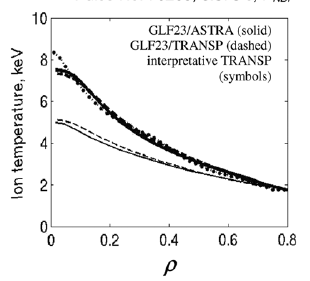 10
GLF23/ASTRA (solid)
GLF23/TRANSP (dashed)
interpretative TRANSP
(symbols)
8
6
4
2
0
0 0.2 0.4 0.6 0.8
Ion temperature, keV
ρ